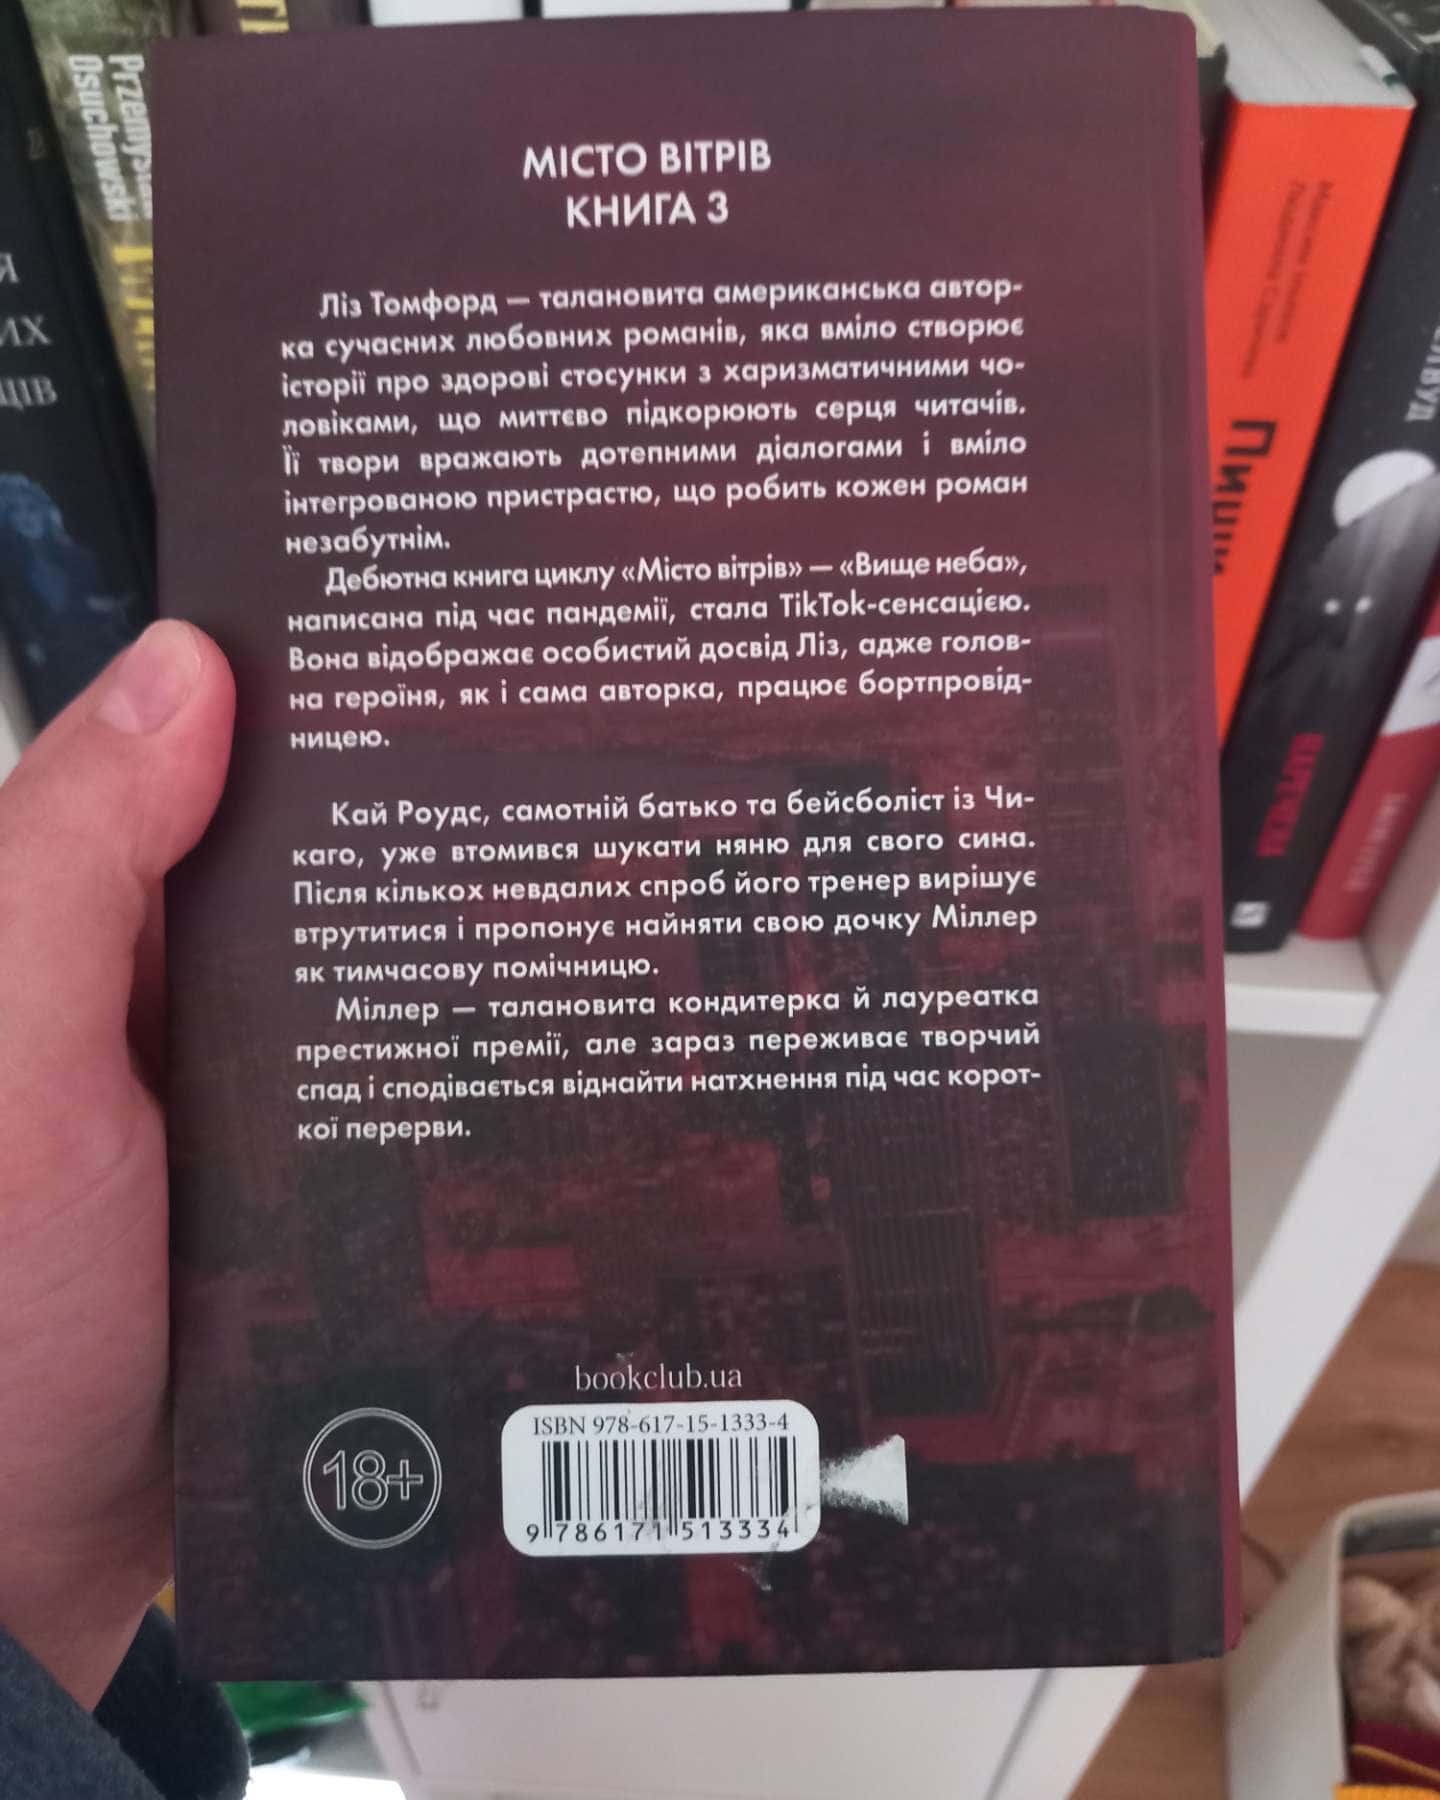 МІСТО ВІТРІВ
КНИГА 3
Ліз Томфорд — талановита американська автор-
ка сучасних любовних романів, яка вміло створює
історії про здорові стосунки з харизматичними чо-
ловіками, що миттєво підкорюють серця читачів.
Її твори вражають дотепними діалогами і вміло
інтегрованою пристрастю, що робить кожен роман
незабутнім.
Дебютна книга циклу «Місто вітрів» — «Вище неба»,
написана під час пандемії, стала TikTok-сенсацією.
Вона відображає особистий досвід Ліз, адже голов-
на героїня, як і сама авторка, працює бортпровід-
ницею.
Кай Роудс, самотній батько та бейсболіст із Чи-
каго, уже втомився шукати няню для свого сина.
Після кількох невдалих спроб його тренер вирішує
втрутитися і пропонує найняти свою дочку Міллер
як тимчасову помічницю.
Міллер — талановита кондитерка й лауреатка
престижної премії, але зараз переживає творчий
спад і сподівається віднайти натхнення під час корот-
кої перерви.
bookclub.ua
ISBN 978-617-15-1333-4
9 786171 513334
18+
Osuchowski